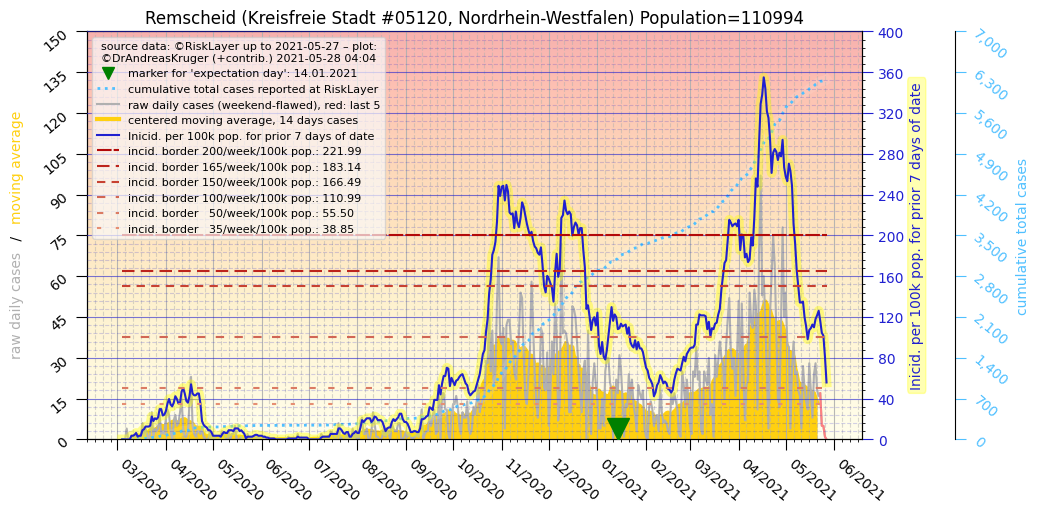 Remscheid (Kreisfreie Stadt #05120, Nordrhein-Westfalen) Population=110994
source data: ©RiskLayer up to 2021-05-27 – plot:
©DrAndreasKruger (+contrib.) 2021-05-28 04:04
marker for 'expectation day': 14.01.2021
cumulative total cases reported at RiskLayer
raw daily cases (weekend-flawed), red: last 5
centered moving average, 14 days cases
Inicid. per 100k pop. for prior 7 days of date
incid. border 200/week/100k pop.: 221.99
incid. border 165/week/100k pop.: 183.14
incid. border 150/week/100k pop.: 166.49
incid. border 100/week/100k pop.: 110.99
incid. border   50/week/100k pop.: 55.50
incid. border   35/week/100k pop.: 38.85
raw daily cases / moving average
150
135
120
105
90
75
60
45
30
15
0
03/2020
04/2020
05/2020
06/2020
07/2020
08/2020
09/2020
10/2020
11/2020
12/2020
01/2021
02/2021
03/2021
04/2021
05/2021
06/2021
400
360
320
280
240
200
160
120
80
40
0
Inicid. per 100k pop. for prior 7 days of date
7,000
6,300
5,600
4,900
4,200
3,500
2,800
2,100
1,400
700
0
cumulative total cases